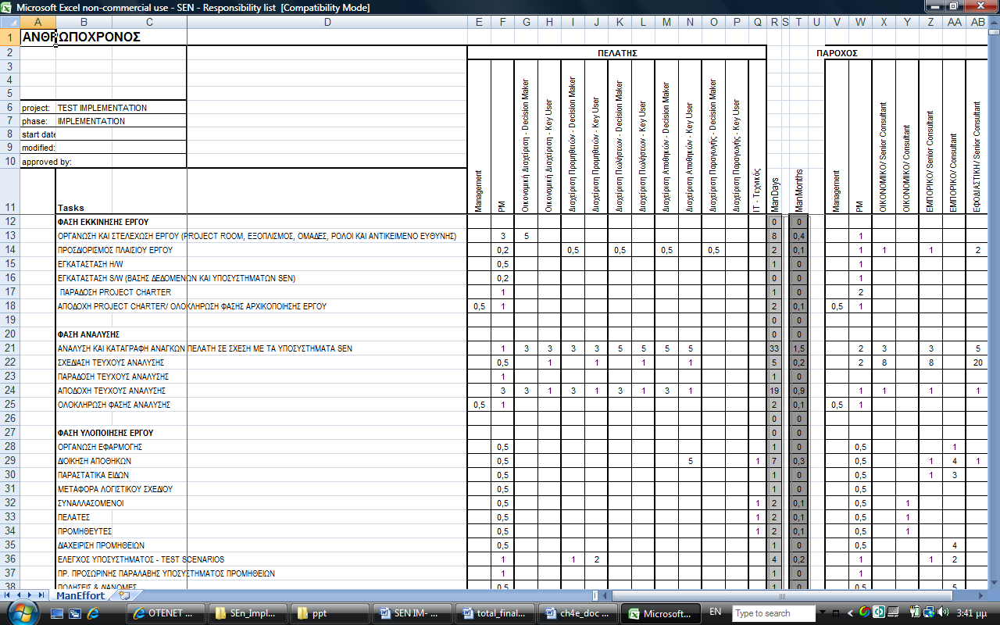 Microsoft Excel non-commercial use - SEN - Responsibility list [Compatibility Mode]
A B C D E F G H I J K L M N O P Q R S T U V W X Y Z AA AB
1 ΑΝΘΡΩΠΟΧΡΟΝΟΣ
2 ΠΕΛΑΤΗΣ ΠΑΡΟΧΟΣ
3
4
5
6 project: TEST IMPLEMENTATION
7 phase: IMPLEMENTATION
8 start date
9 modified:
10 approved by:
11 Tasks
Management
PM
Οικονομική Διαχείριση - Decision Maker
Οικονομική Διαχείριση - Key User
Διαχείριση Προμηθειών - Decision Maker
Διαχείριση Προμηθειών - Key User
Διαχείριση Πωλήσεων - Decision Maker
Διαχείριση Πωλήσεων - Key User
Διαχείριση Αποθηκών - Decision Maker
Διαχείριση Αποθηκών - Key User
Διαχείριση Παραγωγής - Decision Maker
Διαχείριση Παραγωγής - Key User
IT - Τεχνικός
ManDays
ManMonths
Management
PM
ΟΙΚΟΝΟΜΙΚΟ/ Senior Consultant
ΟΙΚΟΝΟΜΙΚΟ/ Consultant
ΕΜΠΟΡΙΚΟ/ Senior Consultant
ΕΜΠΟΡΙΚΟ/ Consultant
ΕΦΟΔΙΑΣΤΙΚΗ/ Senior Consultant
12 ΦΑΣΗ ΕΚΚΙΝΗΣΗΣ ΕΡΓΟΥ 0 0
13 ΟΡΓΑΝΩΣΗ ΚΑΙ ΣΤΕΛΕΧΩΣΗ ΕΡΓΟΥ (PROJECT ROOM, ΕΞΟΠΛΙΣΜΟΣ, ΟΜΑΔΕΣ, ΡΟΛΟΙ ΚΑΙ ΑΝΤΙΚΕΙΜΕΝΟ ΕΥΘΥΝΗΣ) 3 5 8 0,4 1
14 ΠΡΟΣΔΙΟΡΙΣΜΟΣ ΠΛΑΙΣΙΟΥ ΕΡΓΟΥ 0,2 0,5 0,5 0,5 0,5 2 0,1 1 1 1 2
15 ΕΓΚΑΤΑΣΤΑΣΗ H/W 0,5 1 0 1
16 ΕΓΚΑΤΑΣΤΑΣΗ S/W (ΒΑΣΗΣ ΔΕΔΟΜΕΝΩΝ ΚΑΙ ΥΠΟΣΥΣΤΗΜΑΤΩΝ SEN) 0,2 0 0 1
17 ΠΑΡΑΔΟΣΗ PROJECT CHARTER 1 1 0 2
18 ΑΠΟΔΟΧΗ PROJECT CHARTER/ ΟΛΟΚΛΗΡΩΣΗ ΦΑΣΗΣ ΑΡΧΙΚΟΠΟΙΗΣΗΣ ΕΡΓΟΥ 0,5 1 2 0,1 0,5 1
19 0 0
20 ΦΑΣΗ ΑΝΑΛΥΣΗΣ 0 0
21 ΑΝΑΛΥΣΗ ΚΑΙ ΚΑΤΑΓΡΑΦΗ ΑΝΑΓΚΩΝ ΠΕΛΑΤΗ ΣΕ ΣΧΕΣΗ ΜΕ ΤΑ ΥΠΟΣΥΣΤΗΜΑΤΑ SEN 1 3 3 3 3 5 5 5 5 33 1,5 2 3 3 5
22 ΣΧΕΔΙΑΣΗ ΤΕΥΧΟΥΣ ΑΝΑΛΥΣΗΣ 0,5 1 1 1 1 5 0,2 2 8 8 20
23 ΠΑΡΑΔΟΣΗ ΤΕΥΧΟΥΣ ΑΝΑΛΥΣΗΣ 1 1 0
24 ΑΠΟΔΟΧΗ ΤΕΥΧΟΥΣ ΑΝΑΛΥΣΗΣ 3 3 1 3 1 3 1 3 1 19 0,9 1 1 1 1
25 ΟΛΟΚΛΗΡΩΣΗ ΦΑΣΗΣ ΑΝΑΛΥΣΗΣ 0,5 1 2 0,1 0,5 1
26 0 0
27 ΦΑΣΗ ΥΛΟΠΟΙΗΣΗΣ ΕΡΓΟΥ 0 0
28 ΟΡΓΑΝΩΣΗ ΕΦΑΡΜΟΓΗΣ 0,5 1 0 0,5 1
29 ΔΙΟΙΚΗΣΗ ΑΠΟΘΗΚΩΝ 0,5 5 1 7 0,3 0,5 1 4 1
30 ΠΑΡΑΣΤΑΤΙΚΑ ΕΙΔΩΝ 0,5 1 0 0,5 1 3
31 ΜΕΤΑΦΟΡΑ ΛΟΓΙΣΤΙΚΟΥ ΣΧΕΔΙΟΥ 0,5 1 0 0,5
32 ΣΥΝΑΛΛΑΣΟΜΕΝΟΙ 0,5 1 2 0,1 0,5 1
33 ΠΕΛΑΤΕΣ 0,5 1 2 0,1 0,5 1
34 ΠΡΟΜΗΘΕΥΤΕΣ 0,5 1 2 0,1 0,5 1
35 ΔΙΑΧΕΙΡΙΣΗ ΠΡΟΜΗΘΕΙΩΝ 0,5 1 0 0,5 4
36 ΕΛΕΓΧΟΣ ΥΠΟΣΥΣΤΗΜΑΤΟΣ - TEST SCENARIOS 1 1 2 4 0,2 1 1 2
37 ΠΡ. ΠΡΟΣΩΡΙΝΗΣ ΠΑΡΑΛΑΒΗΣ ΥΠΟΣΥΣΤΗΜΑΤΟΣ ΠΡΟΜΗΘΕΙΩΝ 1 1 0 1
38 ΠΩΛΗΣΕΙΣ & ΔΙΑΝΟΜΕΣ 0,5 1 0 0,5 5
ManEffort
OTENET ... SEn_Impl... ppt SEN IM- ... total_final... ch4e_doc ... Microsoft... EN Type to search 3:41 μμ